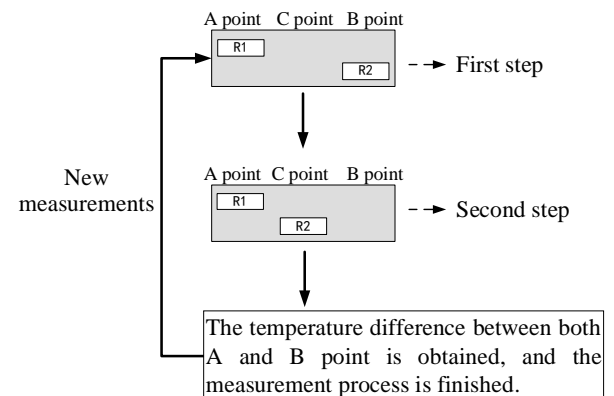 A point C point B point
R1
R2
First step
A point C point B point
R1
R2
Second step
New
measurements
The temperature difference between both
A and B point is obtained, and the
measurement process is finished.